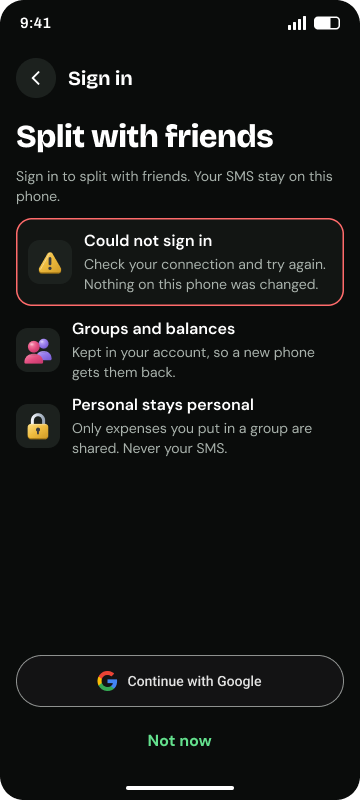 9:41
Sign in
Split with friends
Sign in to split with friends. Your SMS stay on this
phone.
Could not sign in
Check your connection and try again.
Nothing on this phone was changed.
Groups and balances
Kept in your account, so a new phone
gets them back.
Personal stays personal
Only expenses you put in a group are
shared. Never your SMS.
Continue with Google
Not now